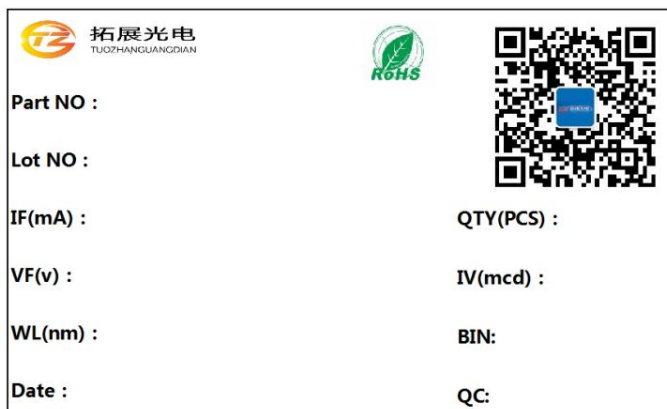 TZ
拓展光电
TUOZHANGUANGDIAN
RoHS
Part NO：
Lot NO：
IF(mA)：
QTY(PCS)：
VF(v)：
IV(mcd)：
WL(nm)：
BIN:
Date：
QC: